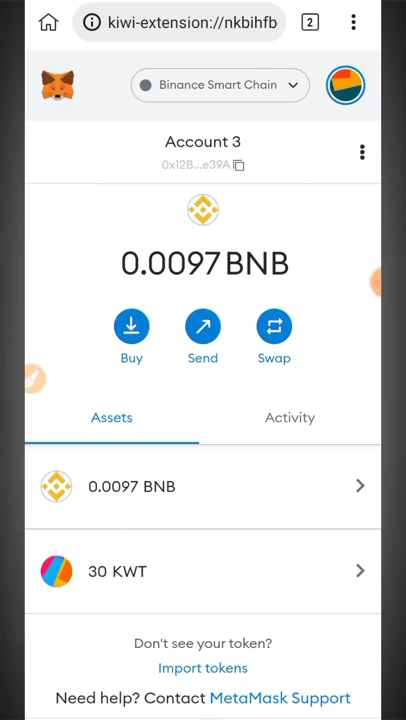 kiwi-extension://nkbihfb
2
Binance Smart Chain
Account 3
0x12B...e39A
0.0097 BNB
Buy
Send
Swap
Assets
Activity
0.0097 BNB
30 KWT
Don't see your token?
Import tokens
Need help? Contact MetaMask Support